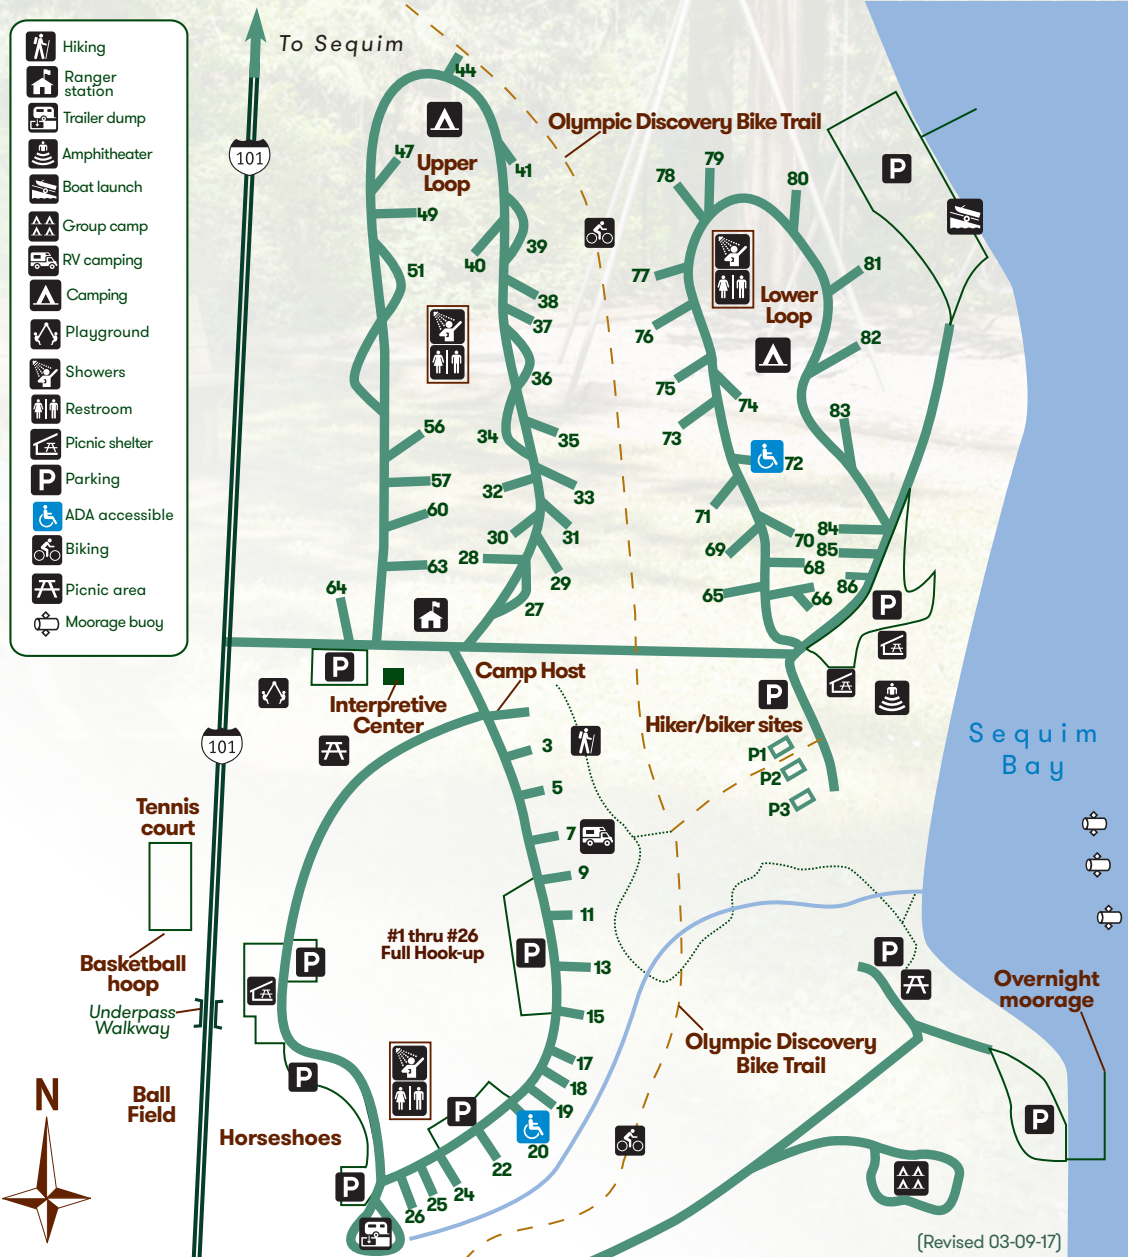 Hiking
Ranger
station
Trailer dump
Amphitheater
Boat launch
Group camp
RV camping
Camping
Playground
Showers
Restroom
Picnic shelter
P Parking
ADA accessible
Biking
Picnic area
Moorage buoy
To Sequim
101
44
Olympic Discovery Bike Trail
47
Upper
Loop
41
49
39
40
51
38
37
36
34
35
56
57
32
33
60
30
31
28
63
29
27
64
79
78
80
P
77
81
Lower
Loop
76
82
75
74
73
83
72
71
70
84
69
85
68
86
65
66
P
P
Camp Host
Interpretive
Center
P
Hiker/biker sites
P1
P2
P3
101
3
5
7
9
11
13
15
17
18
19
20
22
24
25
26
Sequim
Bay
Tennis
court
Basketball
hoop
Underpass
Walkway
#1 thru #26
Full Hook-up
P
P
P
P
P
P
Overnight
moorage
Olympic Discovery
Bike Trail
P
N
Ball
Field
Horseshoes
[Revised 03-09-17]